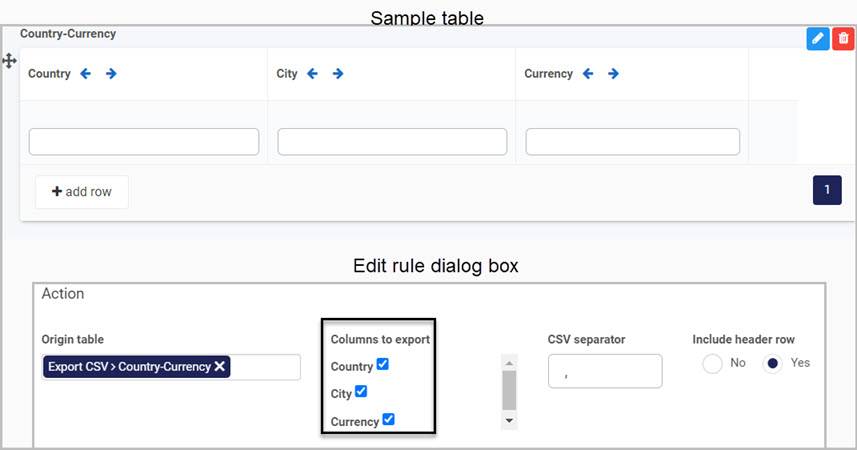 Sample table
Country-Currency
Country City Currency
+ add row 1
Edit rule dialog box
Action
Origin table Columns to export CSV separator Include header row
Export CSV > Country-Currency × Country , No Yes
City
Currency